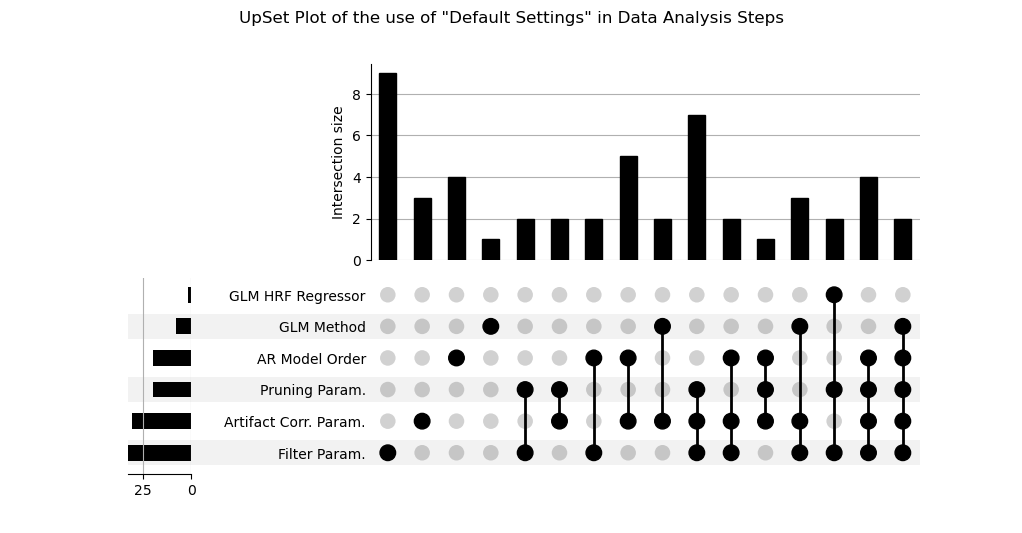 UpSet Plot of the use of "Default Settings" in Data Analysis Steps
Intersection size
8
6
4
2
0
GLM HRF Regressor
GLM Method
AR Model Order
Pruning Param.
Artifact Corr. Param.
Filter Param.
25 0